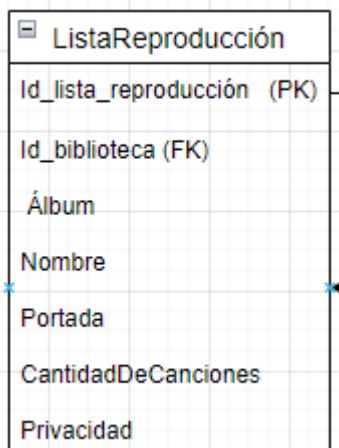 ListaReproducción
Id_lista_reproducción (PK)
Id_biblioteca (FK)
Álbum
Nombre
Portada
CantidadDeCanciones
Privacidad